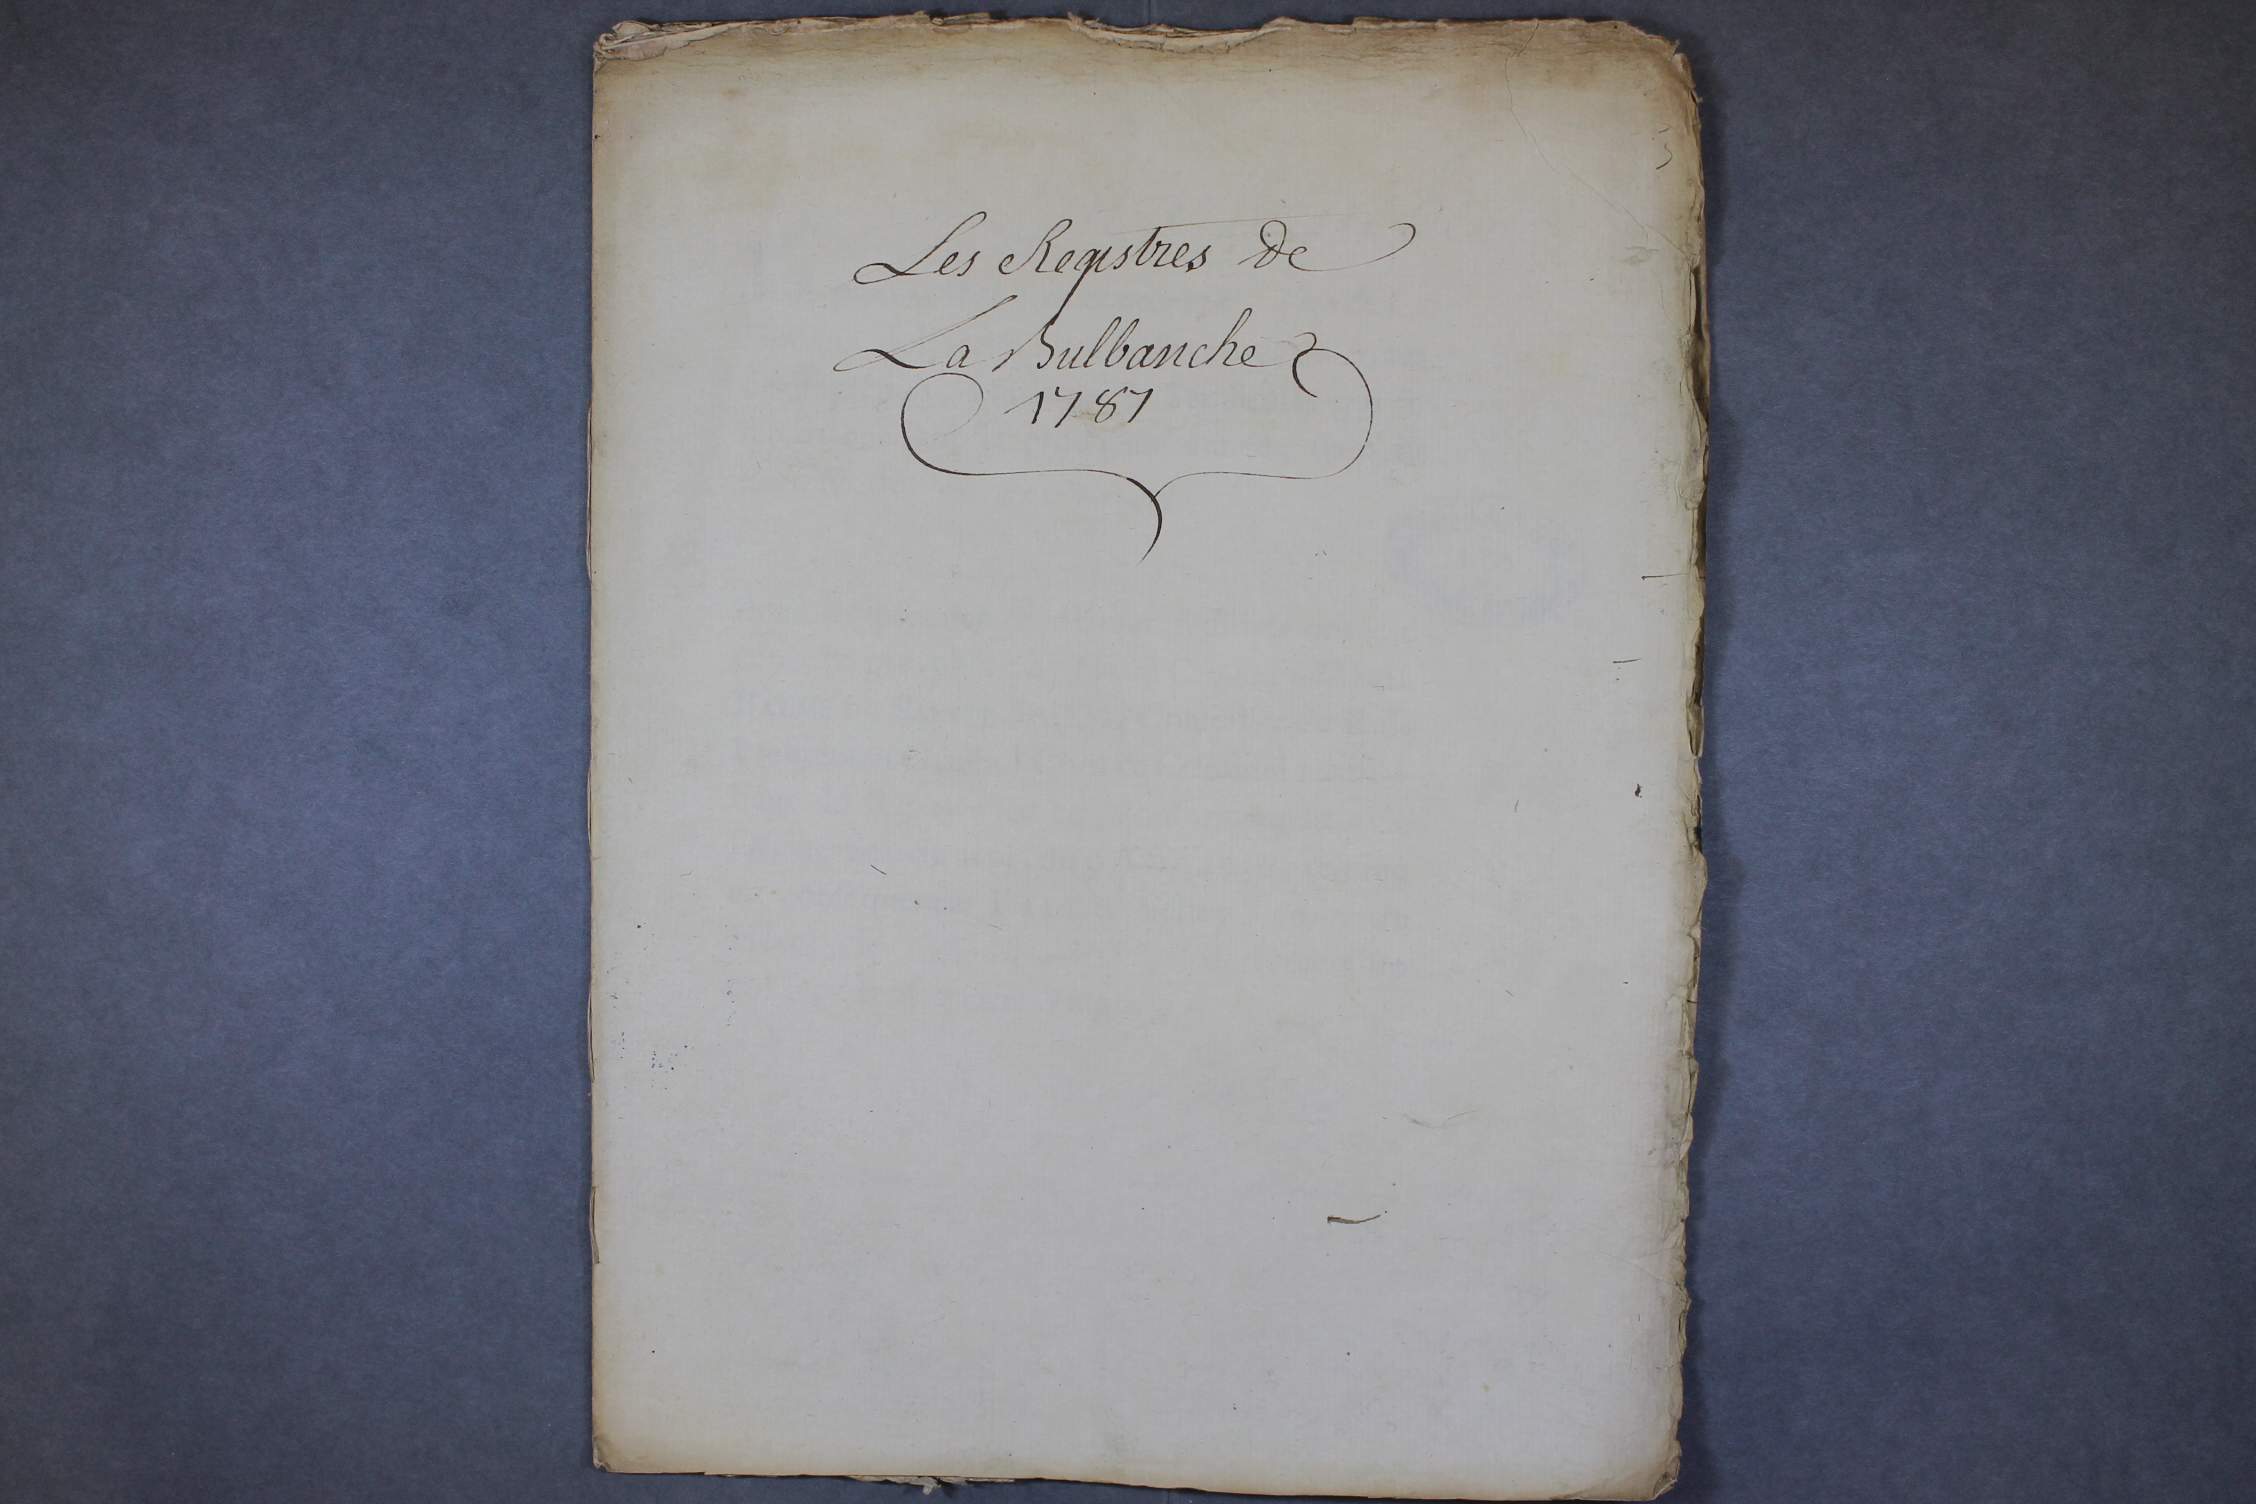 Les Registres De
La Bulbanche
1787